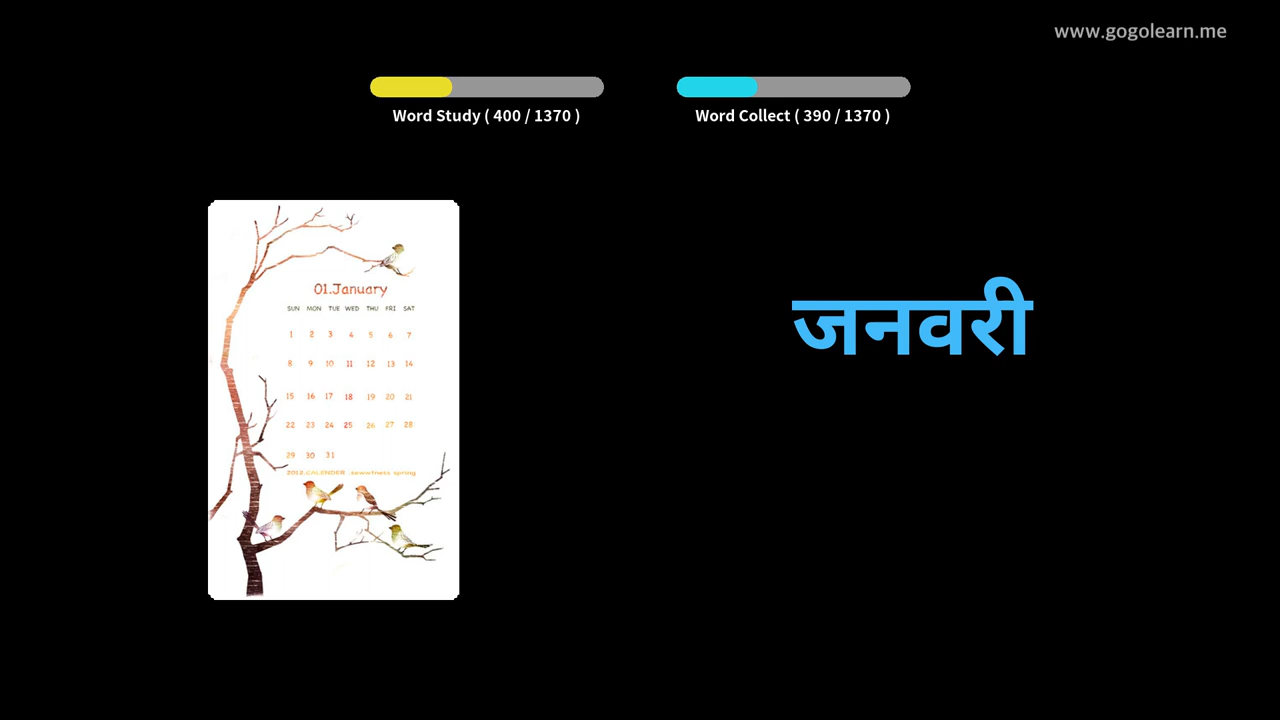 www.gogolearn.me
Word Study ( 400 / 1370 )
Word Collect ( 390 / 1370 )
01.January
SUN MON TUE WED THU FRI SAT
1 2 3 4 5 6 7
8 9 10 11 12 13 14
15 16 17 18 19 20 21
22 23 24 25 26 27 28
29 30 31
CALENDER spring
जनवरी